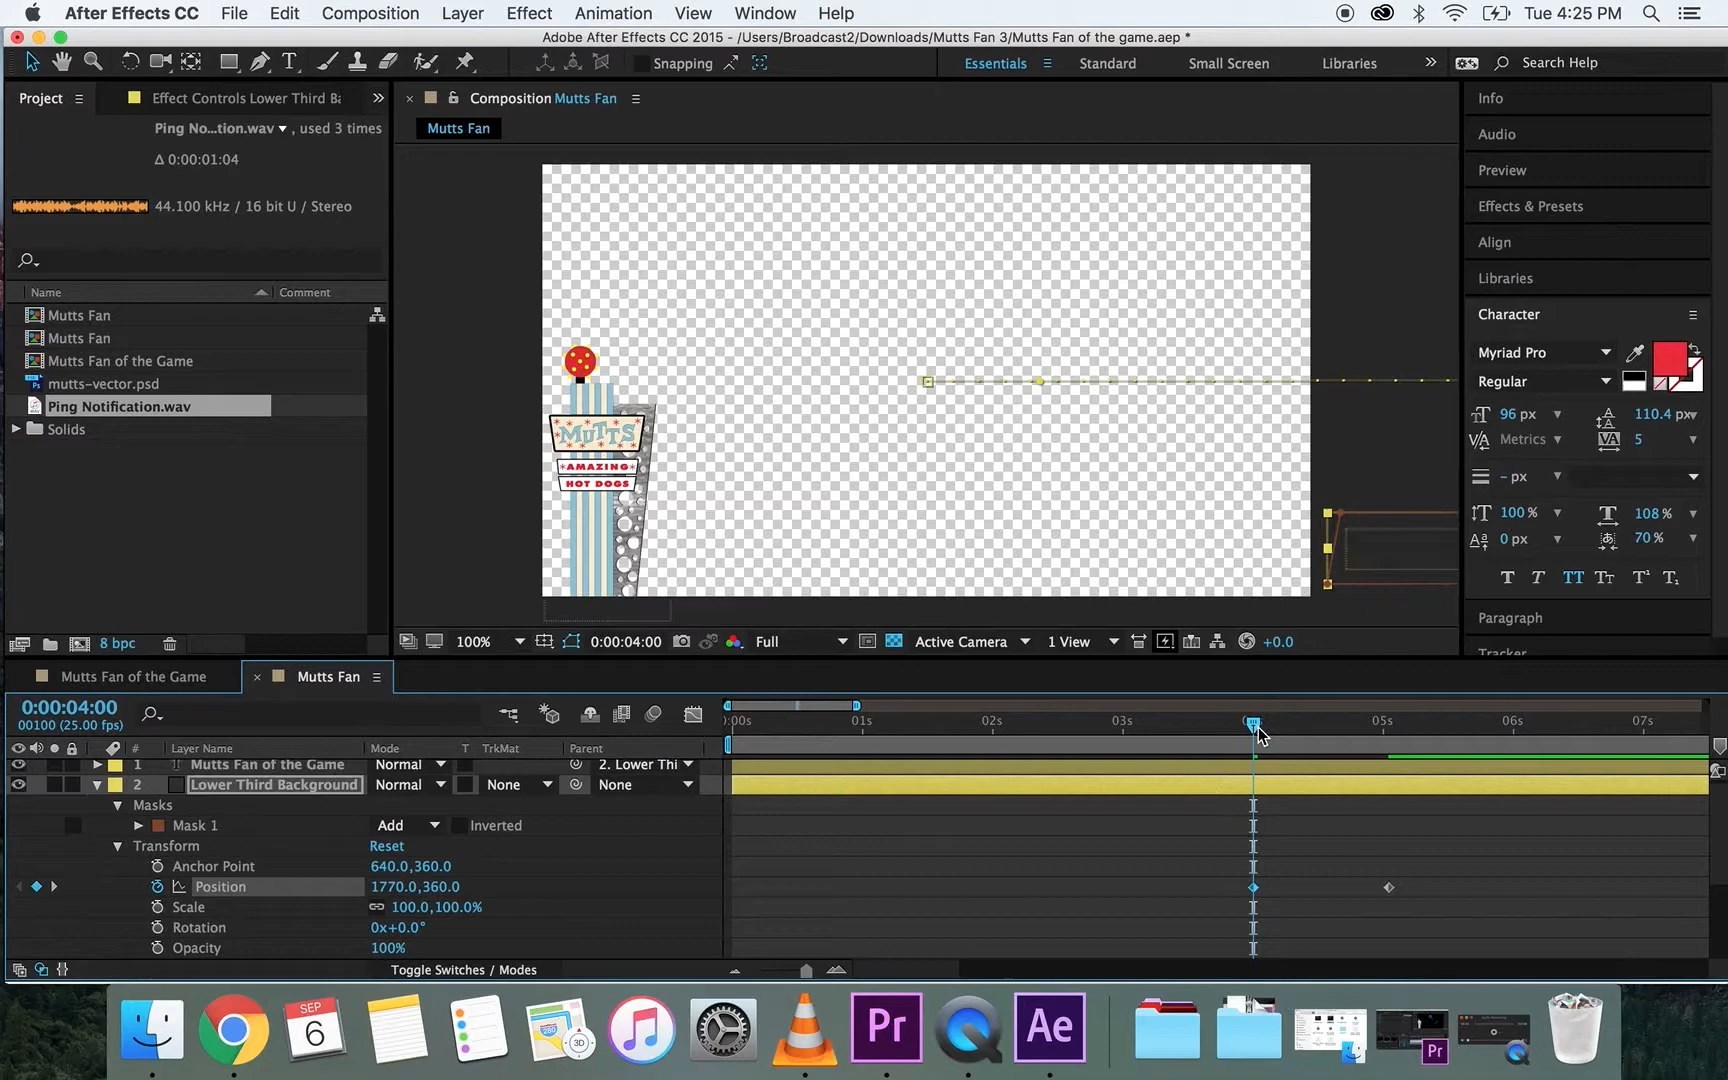 After Effects CC File Edit Composition Layer Effect Animation View Window Help Tue 4:25 PM
Adobe After Effects CC 2015 - /Users/Broadcast2/Downloads/Mutts Fan 3/Mutts Fan of the game.aep *
Snapping Essentials Standard Small Screen Libraries Search Help
Project Effect Controls Lower Third Ba
Composition Mutts Fan
Mutts Fan
Ping No...tion.wav , used 3 times
Δ 0:00:01:04
44.100 kHz / 16 bit U / Stereo
Name Comment
Mutts Fan
Mutts Fan
Mutts Fan of the Game
mutts-vector.psd
Ping Notification.wav
Solids
8 bpc
MUTTS
AMAZING
HOT DOGS
100% 0:00:04:00 Full Active Camera 1 View +0.0
Info
Audio
Preview
Effects & Presets
Align
Libraries
Character
Myriad Pro
Regular
96 px 110.4 px
Metrics 5
- px
100 % 108 %
0 px 70 %
T T TT Tt T¹ T₁
Paragraph
Tracker
Mutts Fan of the Game Mutts Fan
0:00:04:00
00100 (25.00 fps)
:00s 01s 02s 03s 05s 06s 07s
# Layer Name Mode T TrkMat Parent
1 Mutts Fan of the Game Normal 2. Lower Thi
2 Lower Third Background Normal None None
Masks
Mask 1 Add Inverted
Transform Reset
Anchor Point 640.0,360.0
Position 1770.0,360.0
Scale 100.0,100.0%
Rotation 0x+0.0°
Opacity 100%
Toggle Switches / Modes
SEP
6
280
3D
Pr
Ae
Pr